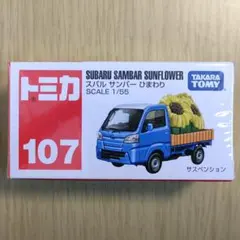 トミカ
107
SUBARU SAMBAR SUNFLOWER
スバル サンバー ひまわり
SCALE 1/55
TAKARA TOMY
サスペンション